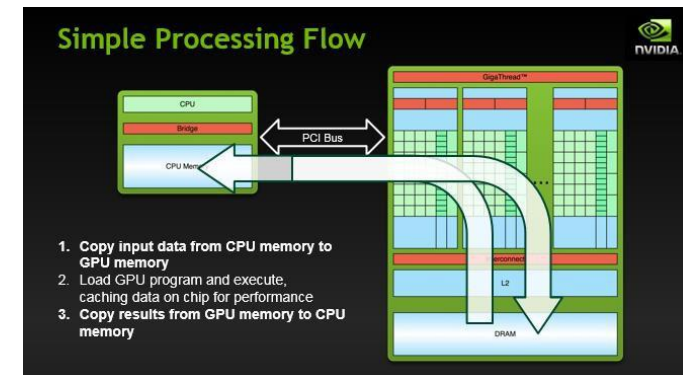 Simple Processing Flow
NVIDIA
GigaThread™
CPU
Bridge
PCI Bus
CPU Mem
L2
DRAM
1. Copy input data from CPU memory to
GPU memory
2. Load GPU program and execute,
caching data on chip for performance
3. Copy results from GPU memory to CPU
memory